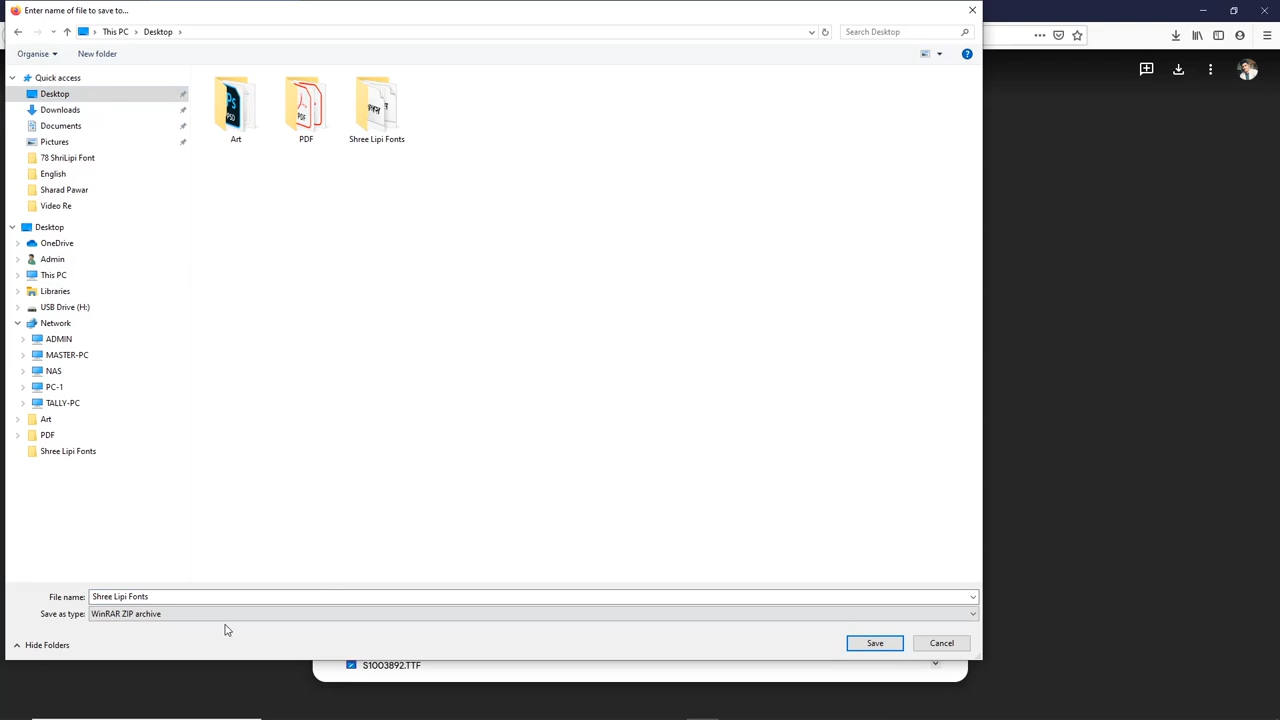 Enter name of file to save to...
This PC
Desktop
Search Desktop
Organise
New folder
Quick access
Desktop
Downloads
Documents
Pictures
78 ShriLipi Font
English
Sharad Pawar
Video Re
Desktop
OneDrive
Admin
This PC
Libraries
USB Drive (H:)
Network
ADMIN
MASTER-PC
NAS
PC-1
TALLY-PC
Art
PDF
Shree Lipi Fonts
Ps
PSD
Art
PDF
PDF
Shree Lipi Fonts
File name: Shree Lipi Fonts
Save as type: WinRAR ZIP archive
Hide Folders
Save
Cancel
S1003892.TTF